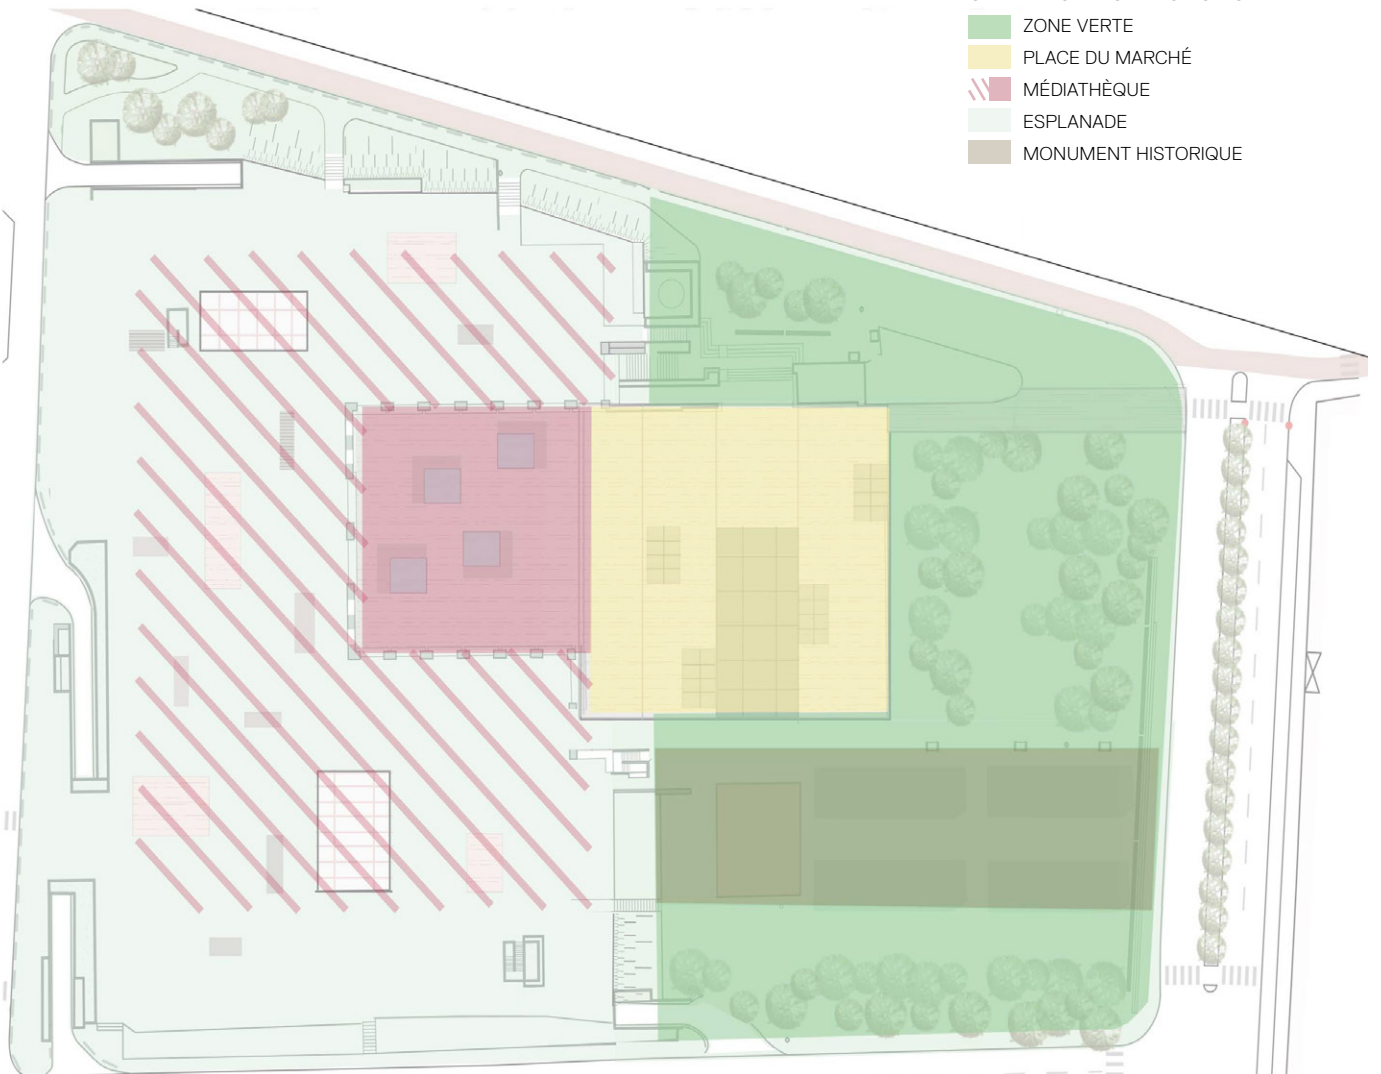 ZONE VERTE
PLACE DU MARCHÉ
MÉDIATHÈQUE
ESPLANADE
MONUMENT HISTORIQUE